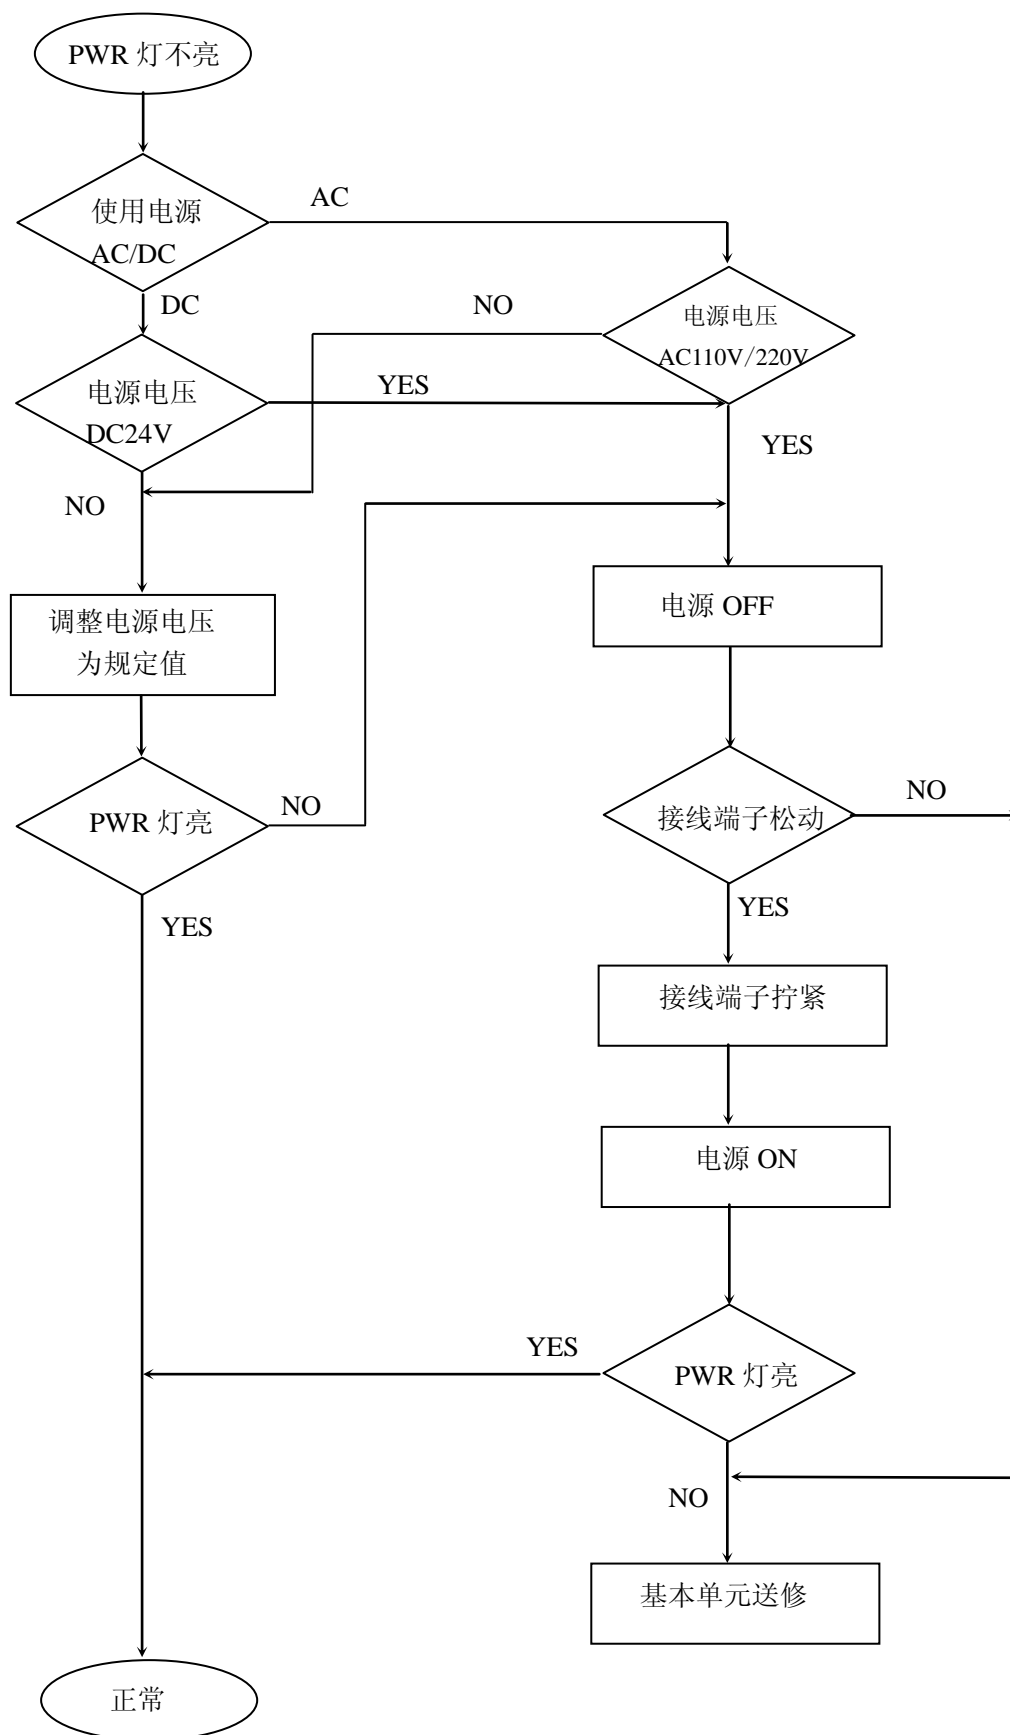 PWR 灯不亮
AC
使用电源
AC/DC
DC
NO
电源电压
AC110V/220V
YES
电源电压
DC24V
YES
NO
电源 OFF
调整电源电压
为规定值
NO
NO
PWR 灯亮
接线端子松动
YES
YES
接线端子拧紧
电源 ON
YES
PWR 灯亮
NO
基本单元送修
正常